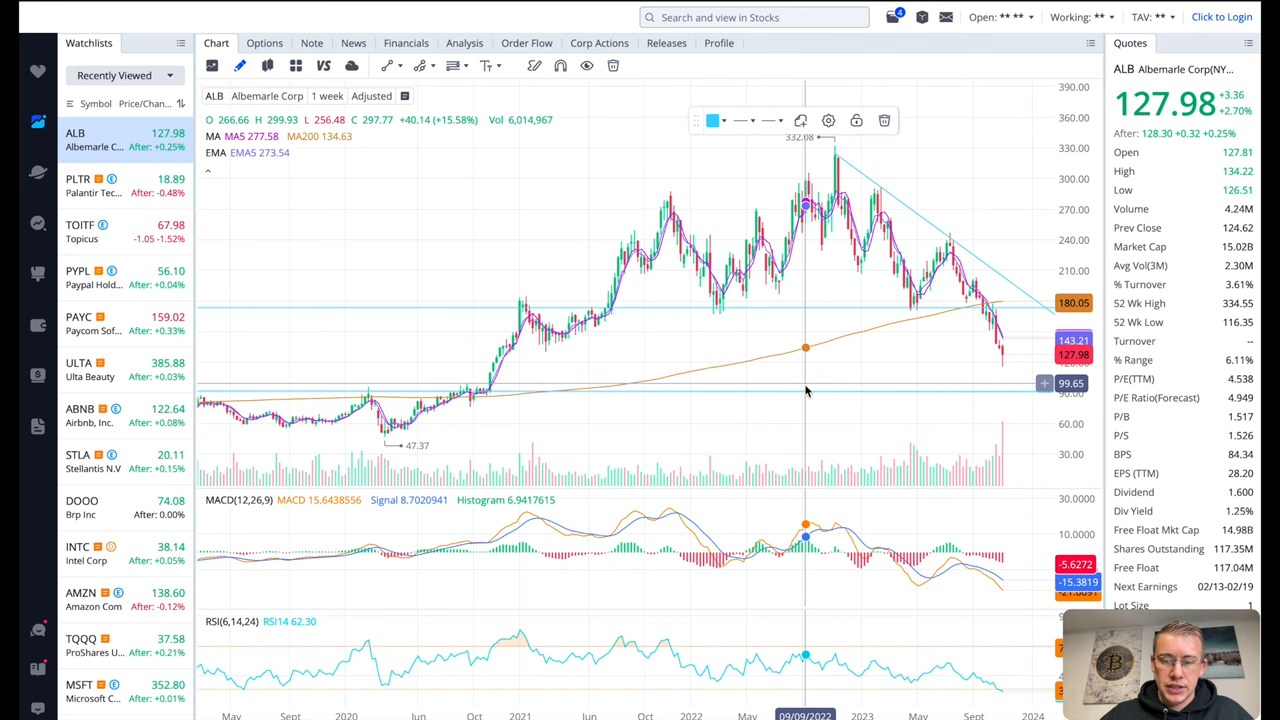 Search and view in Stocks
4
Open: ** **
Working: ** **
TAV: ** **
Click to Login
Watchlists
Chart
Options
Note
News
Financials
Analysis
Order Flow
Corp Actions
Releases
Profile
Quotes
Recently Viewed
Symbol
Price/Chan...
ALB
127.98
Albemarle C...
After: +0.25%
PLTR
18.89
Palantir Tec...
After: -0.48%
TOITF
67.98
Topicus
-1.05 -1.52%
PYPL
56.10
Paypal Hold...
After: +0.04%
PAYC
159.02
Paycom Sof...
After: +0.33%
ULTA
385.88
Ulta Beauty
After: +0.03%
ABNB
122.64
Airbnb, Inc.
After: +0.08%
STLA
20.11
Stellantis N.V
After: +0.15%
DOOO
74.08
Brp Inc
After: 0.00%
INTC
38.14
Intel Corp
After: +0.05%
AMZN
138.60
Amazon Com
After: -0.12%
TQQQ
37.58
ProShares U...
After: +0.21%
MSFT
352.80
Microsoft C...
After: +0.01%
VS
ALB Albemarle Corp 1 week Adjusted
O 266.66 H 299.93 L 256.48 C 297.77 +40.14 (+15.58%) Vol 6,014,967
MA MA5 277.58 MA200 134.63
EMA EMA5 273.54
332.08
47.37
390.00
360.00
330.00
300.00
270.00
240.00
210.00
180.05
143.21
127.98
99.65
90.00
60.00
30.00
MACD(12,26,9) MACD 15.6438556 Signal 8.7020941 Histogram 6.9417615
30.0000
10.0000
-5.6272
-15.3819
RSI(6,14,24) RSI14 62.30
May
Sept
2020
Jun
Oct
2021
Jun
Oct
2022
May
09/09/2022
2023
May
Sept
2024
ALB Albemarle Corp(NY...
127.98
+3.36
+2.70%
After: 128.30 +0.32 +0.25%
Open 127.81
High 134.22
Low 126.51
Volume 4.24M
Prev Close 124.62
Market Cap 15.02B
Avg Vol(3M) 2.30M
% Turnover 3.61%
52 Wk High 334.55
52 Wk Low 116.35
Turnover --
% Range 6.11%
P/E(TTM) 4.538
P/E Ratio(Forecast) 4.949
P/B 1.517
P/S 1.526
BPS 84.34
EPS (TTM) 28.20
Dividend 1.600
Div Yield 1.25%
Free Float Mkt Cap 14.98B
Shares Outstanding 117.35M
Free Float 117.04M
Next Earnings 02/13-02/19
Lot Size 1